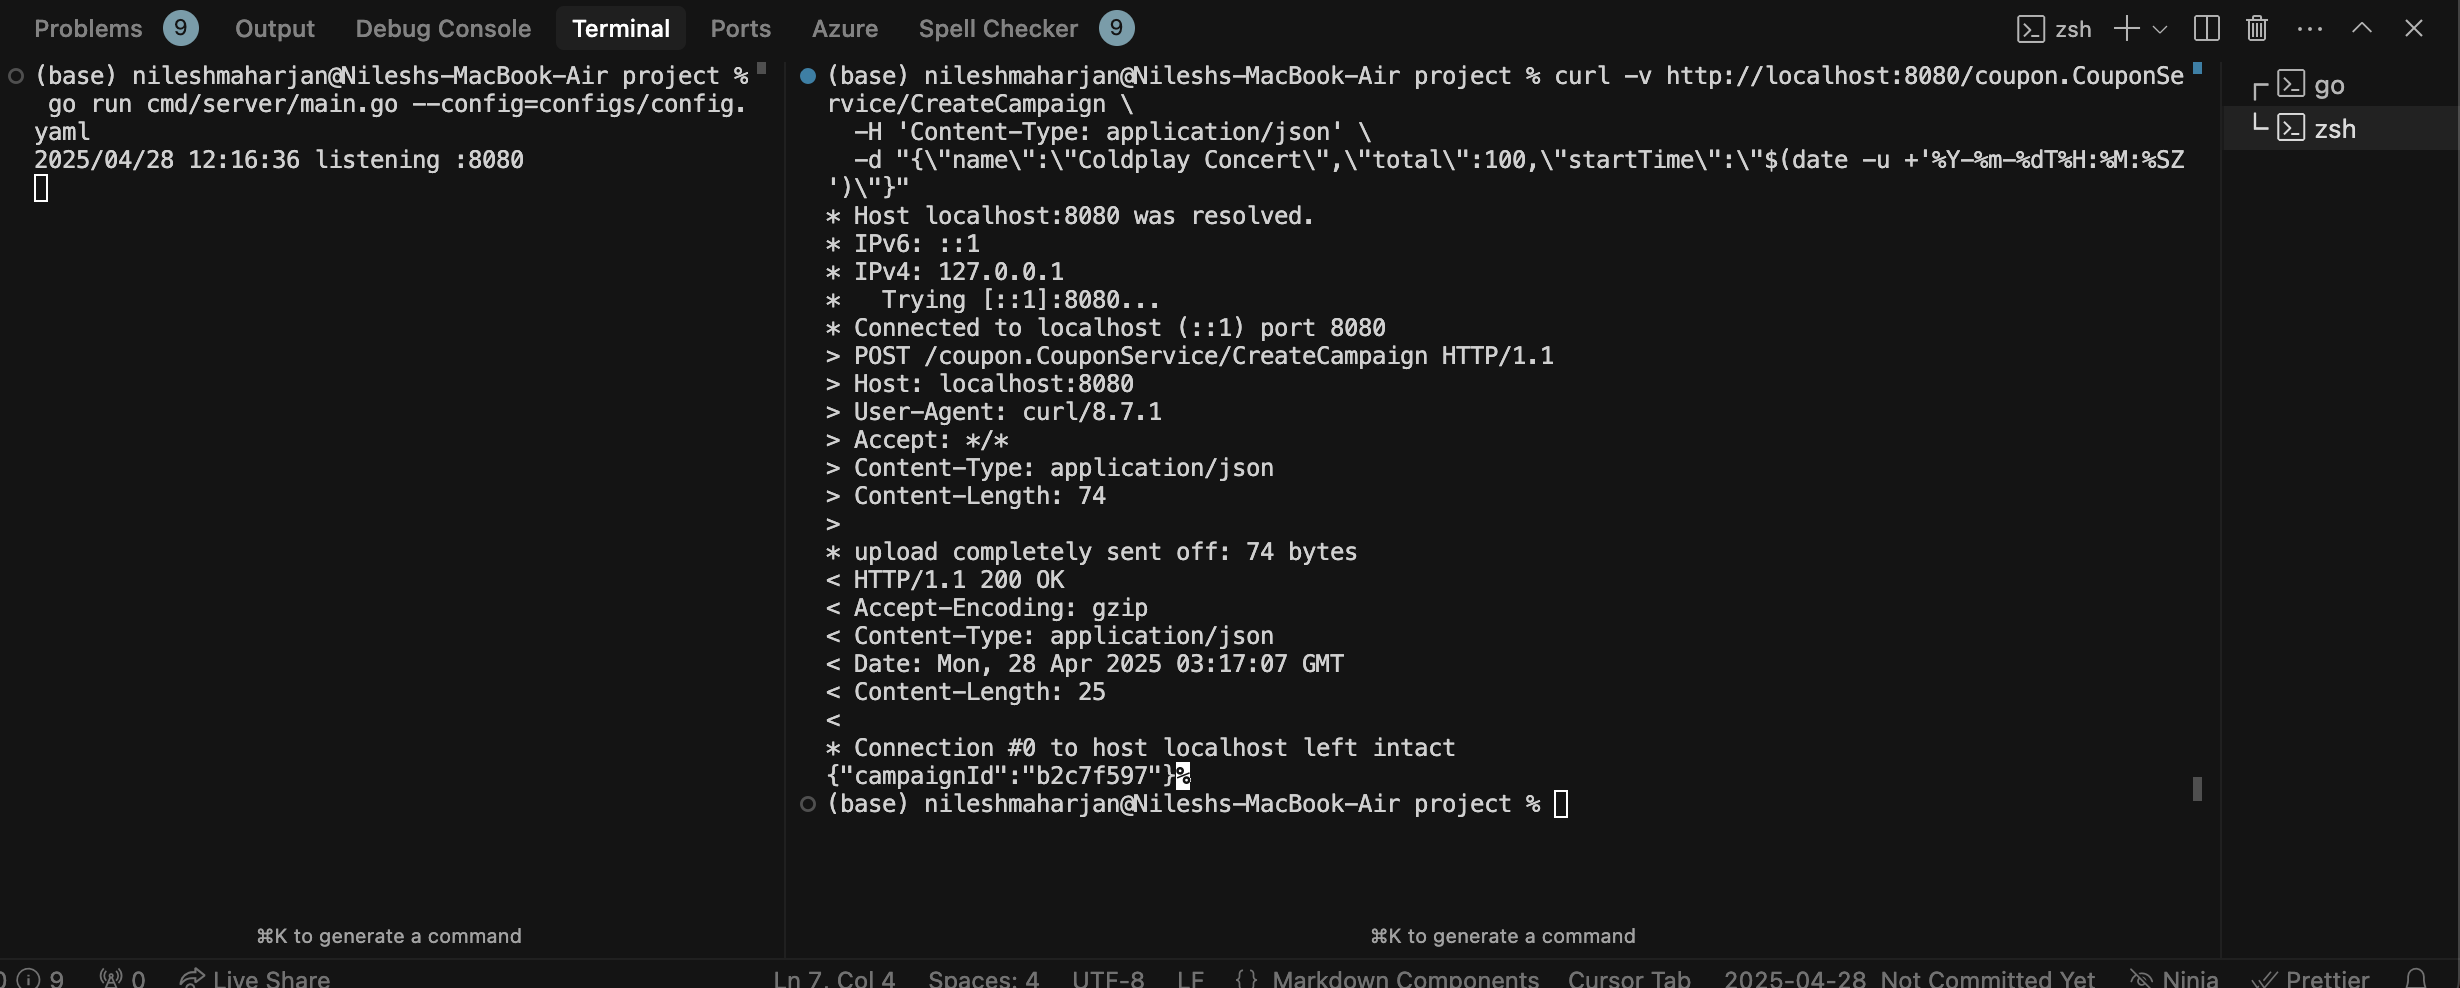 Problems 9 Output Debug Console Terminal Ports Azure Spell Checker 9 zsh
(base) nileshmaharjan@Nileshs-MacBook-Air project %
go run cmd/server/main.go --config=configs/config.
yaml
2025/04/28 12:16:36 listening :8080
⌘K to generate a command
(base) nileshmaharjan@Nileshs-MacBook-Air project % curl -v http://localhost:8080/coupon.CouponSe
rvice/CreateCampaign \
  -H 'Content-Type: application/json' \
  -d "{\"name\":\"Coldplay Concert\",\"total\":100,\"startTime\":\"$(date -u +'%Y-%m-%dT%H:%M:%SZ
')\"}"
* Host localhost:8080 was resolved.
* IPv6: ::1
* IPv4: 127.0.0.1
*   Trying [::1]:8080...
* Connected to localhost (::1) port 8080
> POST /coupon.CouponService/CreateCampaign HTTP/1.1
> Host: localhost:8080
> User-Agent: curl/8.7.1
> Accept: */*
> Content-Type: application/json
> Content-Length: 74
>
* upload completely sent off: 74 bytes
< HTTP/1.1 200 OK
< Accept-Encoding: gzip
< Content-Type: application/json
< Date: Mon, 28 Apr 2025 03:17:07 GMT
< Content-Length: 25
<
* Connection #0 to host localhost left intact
{"campaignId":"b2c7f597"}%
(base) nileshmaharjan@Nileshs-MacBook-Air project %
⌘K to generate a command
go
zsh
0 9 0 Live Share Ln 7, Col 4 Spaces: 4 UTF-8 LF {} Markdown Components Cursor Tab 2025-04-28 Not Committed Yet Ninja Prettier